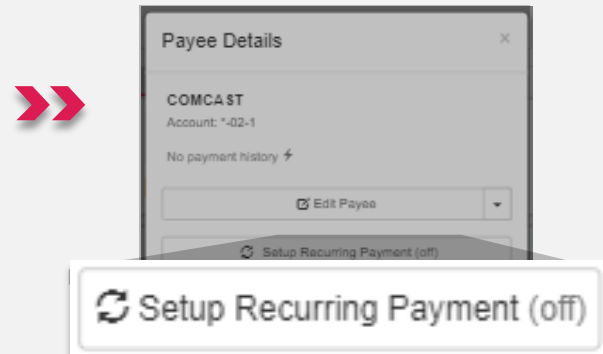 Payee Details ×
COMCAST
Account: *-02-1
No payment history
Edit Payee
Setup Recurring Payment (off)
Setup Recurring Payment (off)